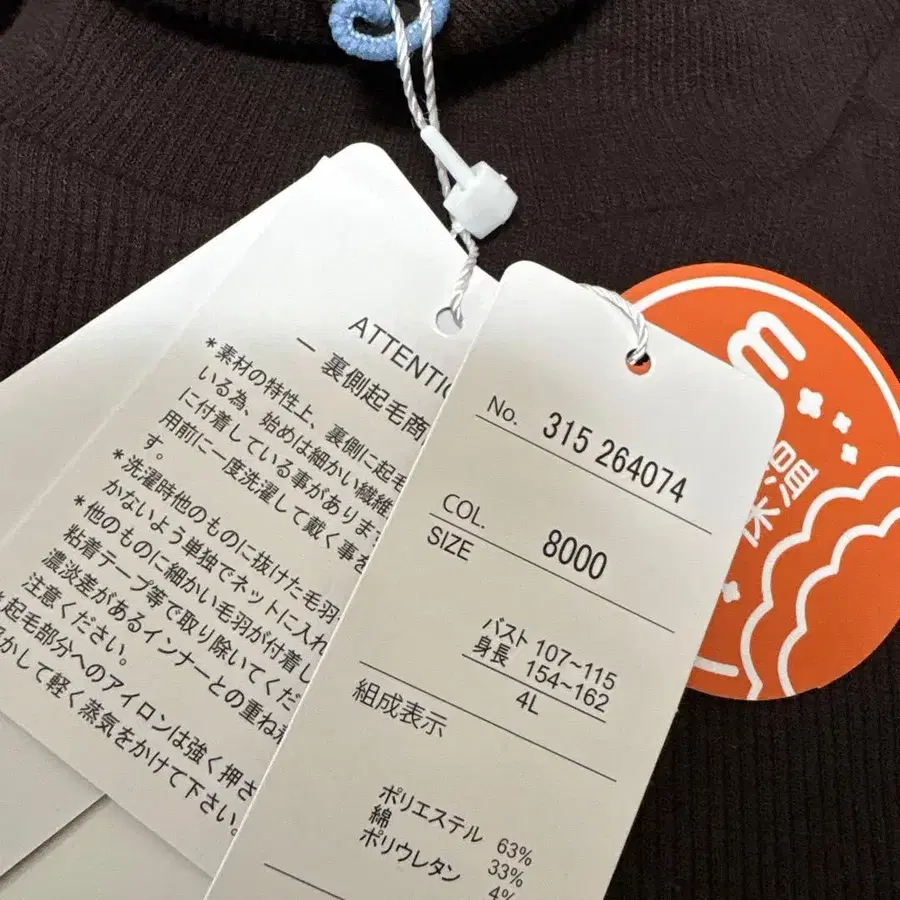 ATTENTIO
ー 裏側起毛商
*素材の特性上、裏側に起毛
いる為、始めは細かい繊維
に付着している事があります
用前に一度洗濯して戴く事を
す。
*洗濯時他のものに抜けた毛羽
かないよう単独でネットに入れ
*他のものに細かい毛羽が付着し
粘着テープ等で取り除いてくだ
濃淡差があるインナーとの重ね
注意ください。
*起毛部分へのアイロンは強く押さ
かして軽く蒸気をかけて下さい。
No. 315 264074
COL. 8000
SIZE
バスト 107~115
身長 154~162
4L
組成表示
ポリエステル 63%
綿 33%
ポリウレタン 4%
m
保温